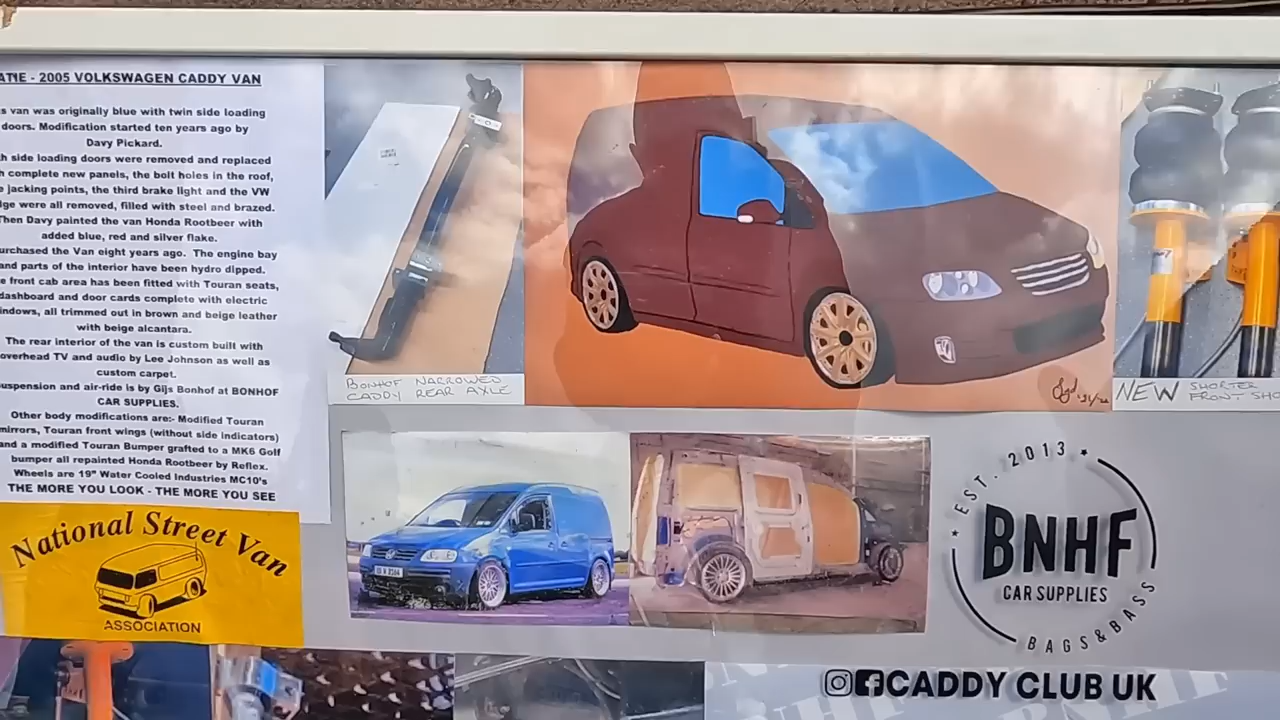 ATIE - 2005 VOLKSWAGEN CADDY VAN
s van was originally blue with twin side loading
doors. Modification started ten years ago by
Davy Pickard.
h side loading doors were removed and replaced
h complete new panels, the bolt holes in the roof,
e jacking points, the third brake light and the VW
dge were all removed, filled with steel and brazed.
Then Davy painted the van Honda Rootbeer with
added blue, red and silver flake.
urchased the Van eight years ago. The engine bay
and parts of the interior have been hydro dipped.
e front cab area has been fitted with Touran seats,
dashboard and door cards complete with electric
indows, all trimmed out in brown and beige leather
with beige alcantara.
The rear interior of the van is custom built with
overhead TV and audio by Lee Johnson as well as
custom carpet.
uspension and air-ride is by Gijs Bonhof at BONHOF
CAR SUPPLIES.
Other body modifications are:- Modified Touran
mirrors, Touran front wings (without side indicators)
and a modified Touran Bumper grafted to a MK6 Golf
bumper all repainted Honda Rootbeer by Reflex.
Wheels are 19" Water Cooled Industries MC10's
THE MORE YOU LOOK - THE MORE YOU SEE
National Street Van
ASSOCIATION
BONHOF NARROWED
CADDY REAR AXLE
NEW SHORTER
FRONT SHO
EST. 2013
BNHF
CAR SUPPLIES
BAGS & BASS
CADDY CLUB UK